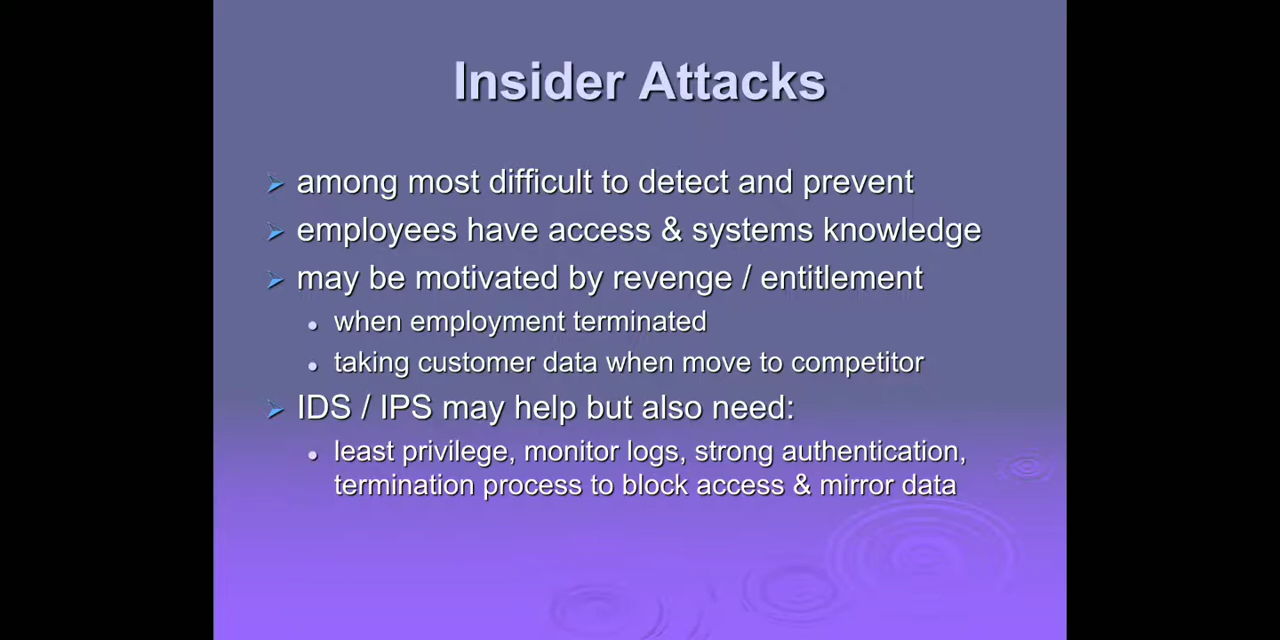 Insider Attacks
among most difficult to detect and prevent
employees have access & systems knowledge
may be motivated by revenge / entitlement
when employment terminated
taking customer data when move to competitor
IDS / IPS may help but also need:
least privilege, monitor logs, strong authentication,
termination process to block access & mirror data